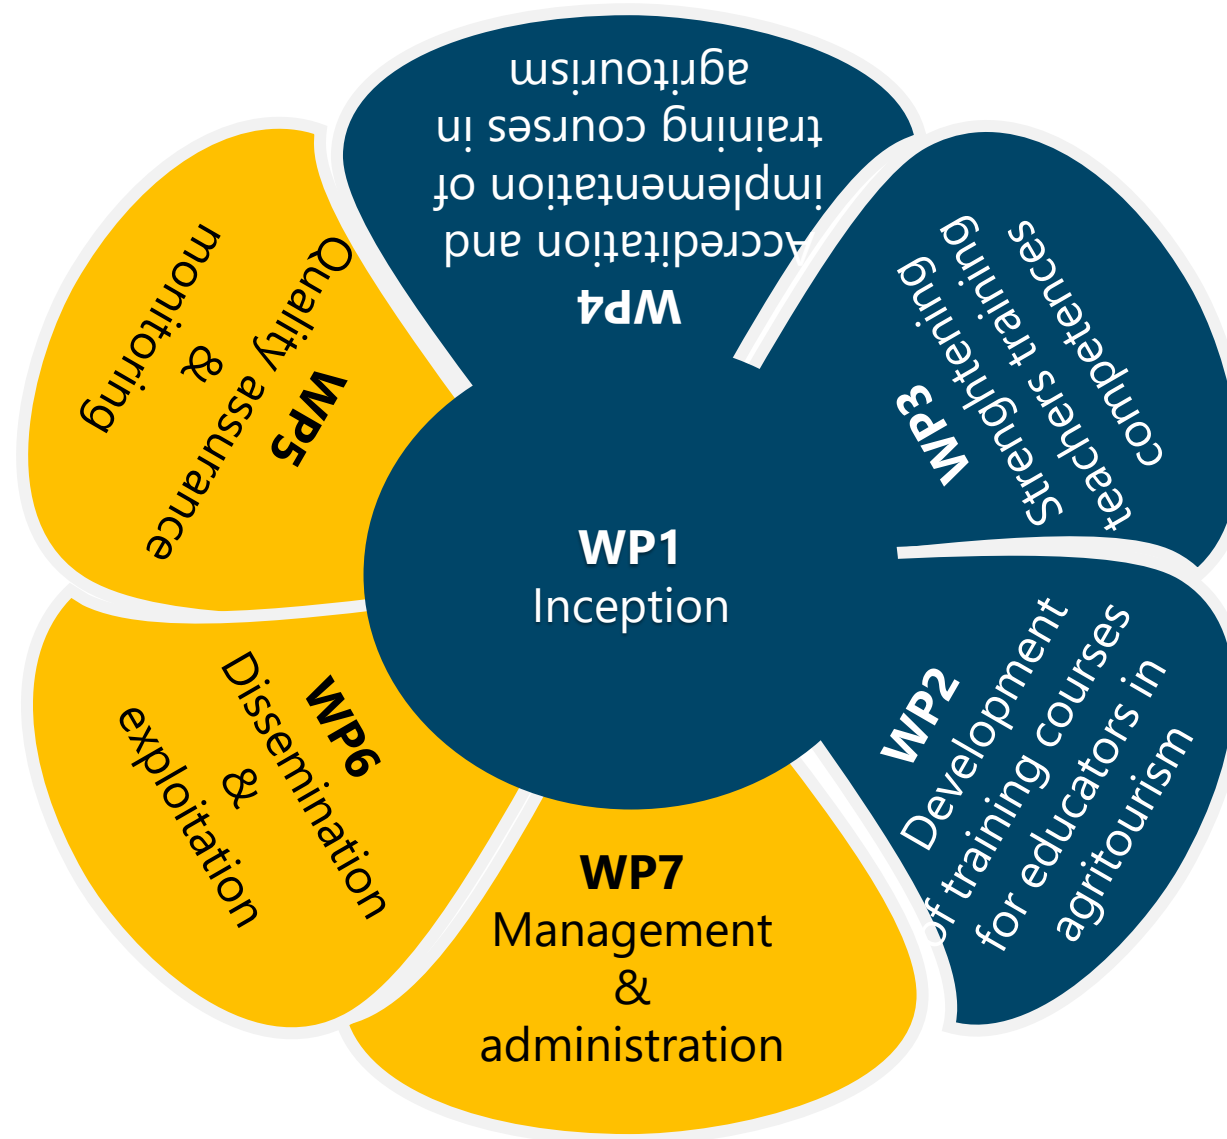 WP1
Inception
WP2
Development
of training courses
for educators in
agritourism
WP3
Strenghtening
teachers training
competences
WP4
Accreditation and
implementation of
training courses in
agritourism
WP5
Quality assurance
&
monitoring
WP6
Dissemination
&
exploitation
WP7
Management
&
administration